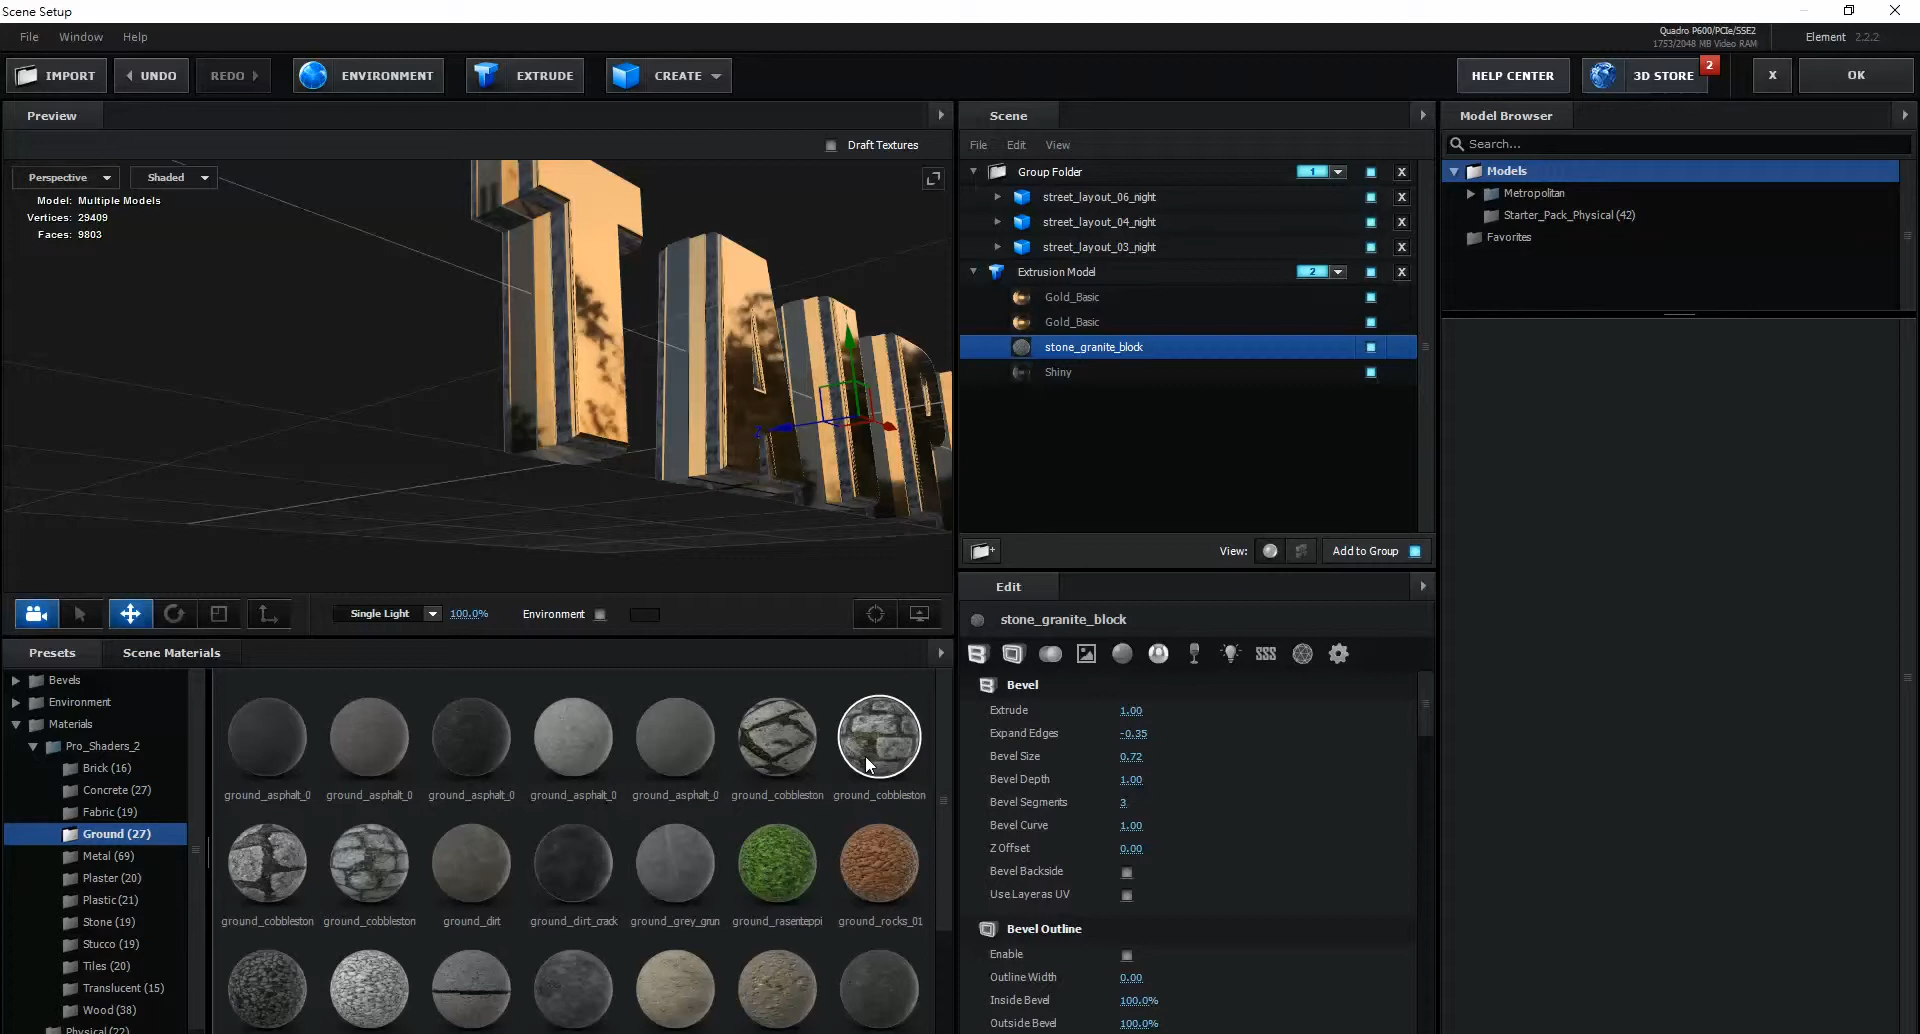 Scene Setup
File Window Help
Quadro P600/PCIe/SSE2
1753/2048 MB Video RAM
Element 2.2.2
IMPORT UNDO REDO ENVIRONMENT EXTRUDE CREATE HELP CENTER 3D STORE 2 X OK
Preview
Draft Textures
Perspective Shaded
Model: Multiple Models
Vertices: 29409
Faces: 9803
Single Light 100.0% Environment
Scene
File Edit View
Group Folder 1 X
street_layout_06_night X
street_layout_04_night X
street_layout_03_night X
Extrusion Model 2 X
Gold_Basic
Gold_Basic
stone_granite_block
Shiny
View: Add to Group
Model Browser
Search...
Models
Metropolitan
Starter_Pack_Physical (42)
Favorites
Presets Scene Materials
Bevels
Environment
Materials
Pro_Shaders_2
Brick (16)
Concrete (27)
Fabric (19)
Ground (27)
Metal (69)
Plaster (20)
Plastic (21)
Stone (19)
Stucco (19)
Tiles (20)
Translucent (15)
Wood (38)
Physical (22)
ground_asphalt_0 ground_asphalt_0 ground_asphalt_0 ground_asphalt_0 ground_asphalt_0 ground_cobbleston ground_cobbleston
ground_cobbleston ground_cobbleston ground_dirt ground_dirt_crack ground_grey_grun ground_rasenteppi ground_rocks_01
Edit
stone_granite_block
Bevel
Extrude 1.00
Expand Edges -0.35
Bevel Size 0.72
Bevel Depth 1.00
Bevel Segments 3
Bevel Curve 1.00
Z Offset 0.00
Bevel Backside
Use Layeras UV
Bevel Outline
Enable
Outline Width 0.00
Inside Bevel 100.0%
Outside Bevel 100.0%